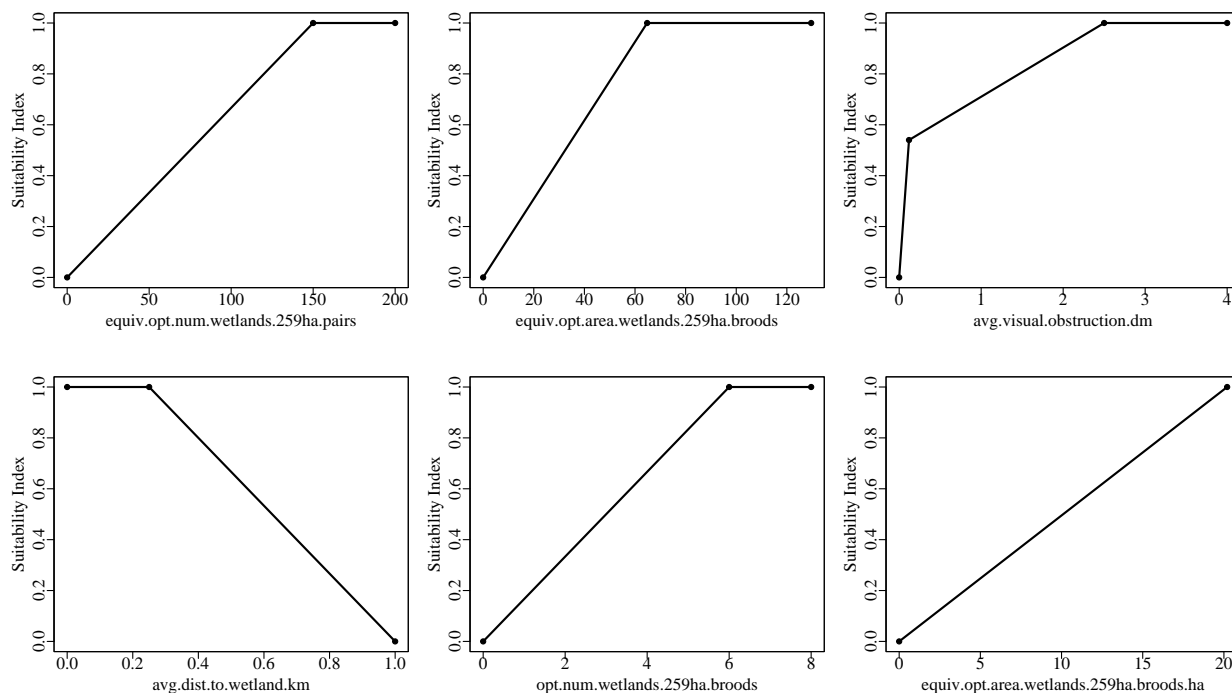 Suitability Index
0.0 0.2 0.4 0.6 0.8 1.0
0 50 100 150 200
equiv.opt.num.wetlands.259ha.pairs
Suitability Index
0.0 0.2 0.4 0.6 0.8 1.0
0 20 40 60 80 100 120
equiv.opt.area.wetlands.259ha.broods
Suitability Index
0.0 0.2 0.4 0.6 0.8 1.0
0 1 2 3 4
avg.visual.obstruction.dm
Suitability Index
0.0 0.2 0.4 0.6 0.8 1.0
0.0 0.2 0.4 0.6 0.8 1.0
avg.dist.to.wetland.km
Suitability Index
0.0 0.2 0.4 0.6 0.8 1.0
0 2 4 6 8
opt.num.wetlands.259ha.broods
Suitability Index
0.0 0.2 0.4 0.6 0.8 1.0
0 5 10 15 20
equiv.opt.area.wetlands.259ha.broods.ha